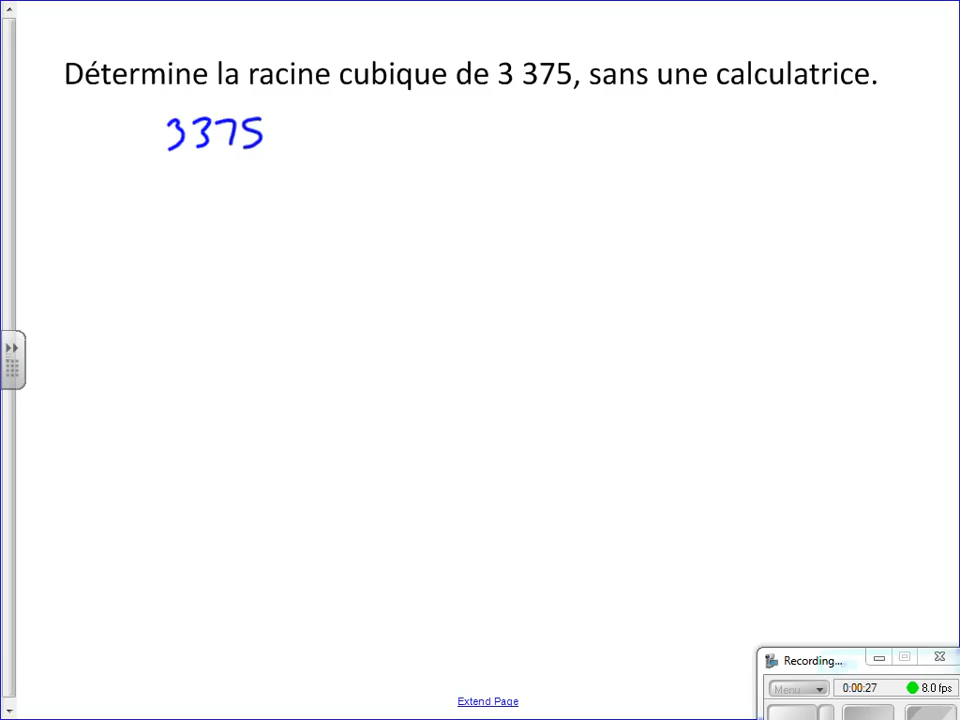 Détermine la racine cubique de 3 375, sans une calculatrice.
3375
Recording...
Menu
0:00:27
8.0 fps
Extend Page